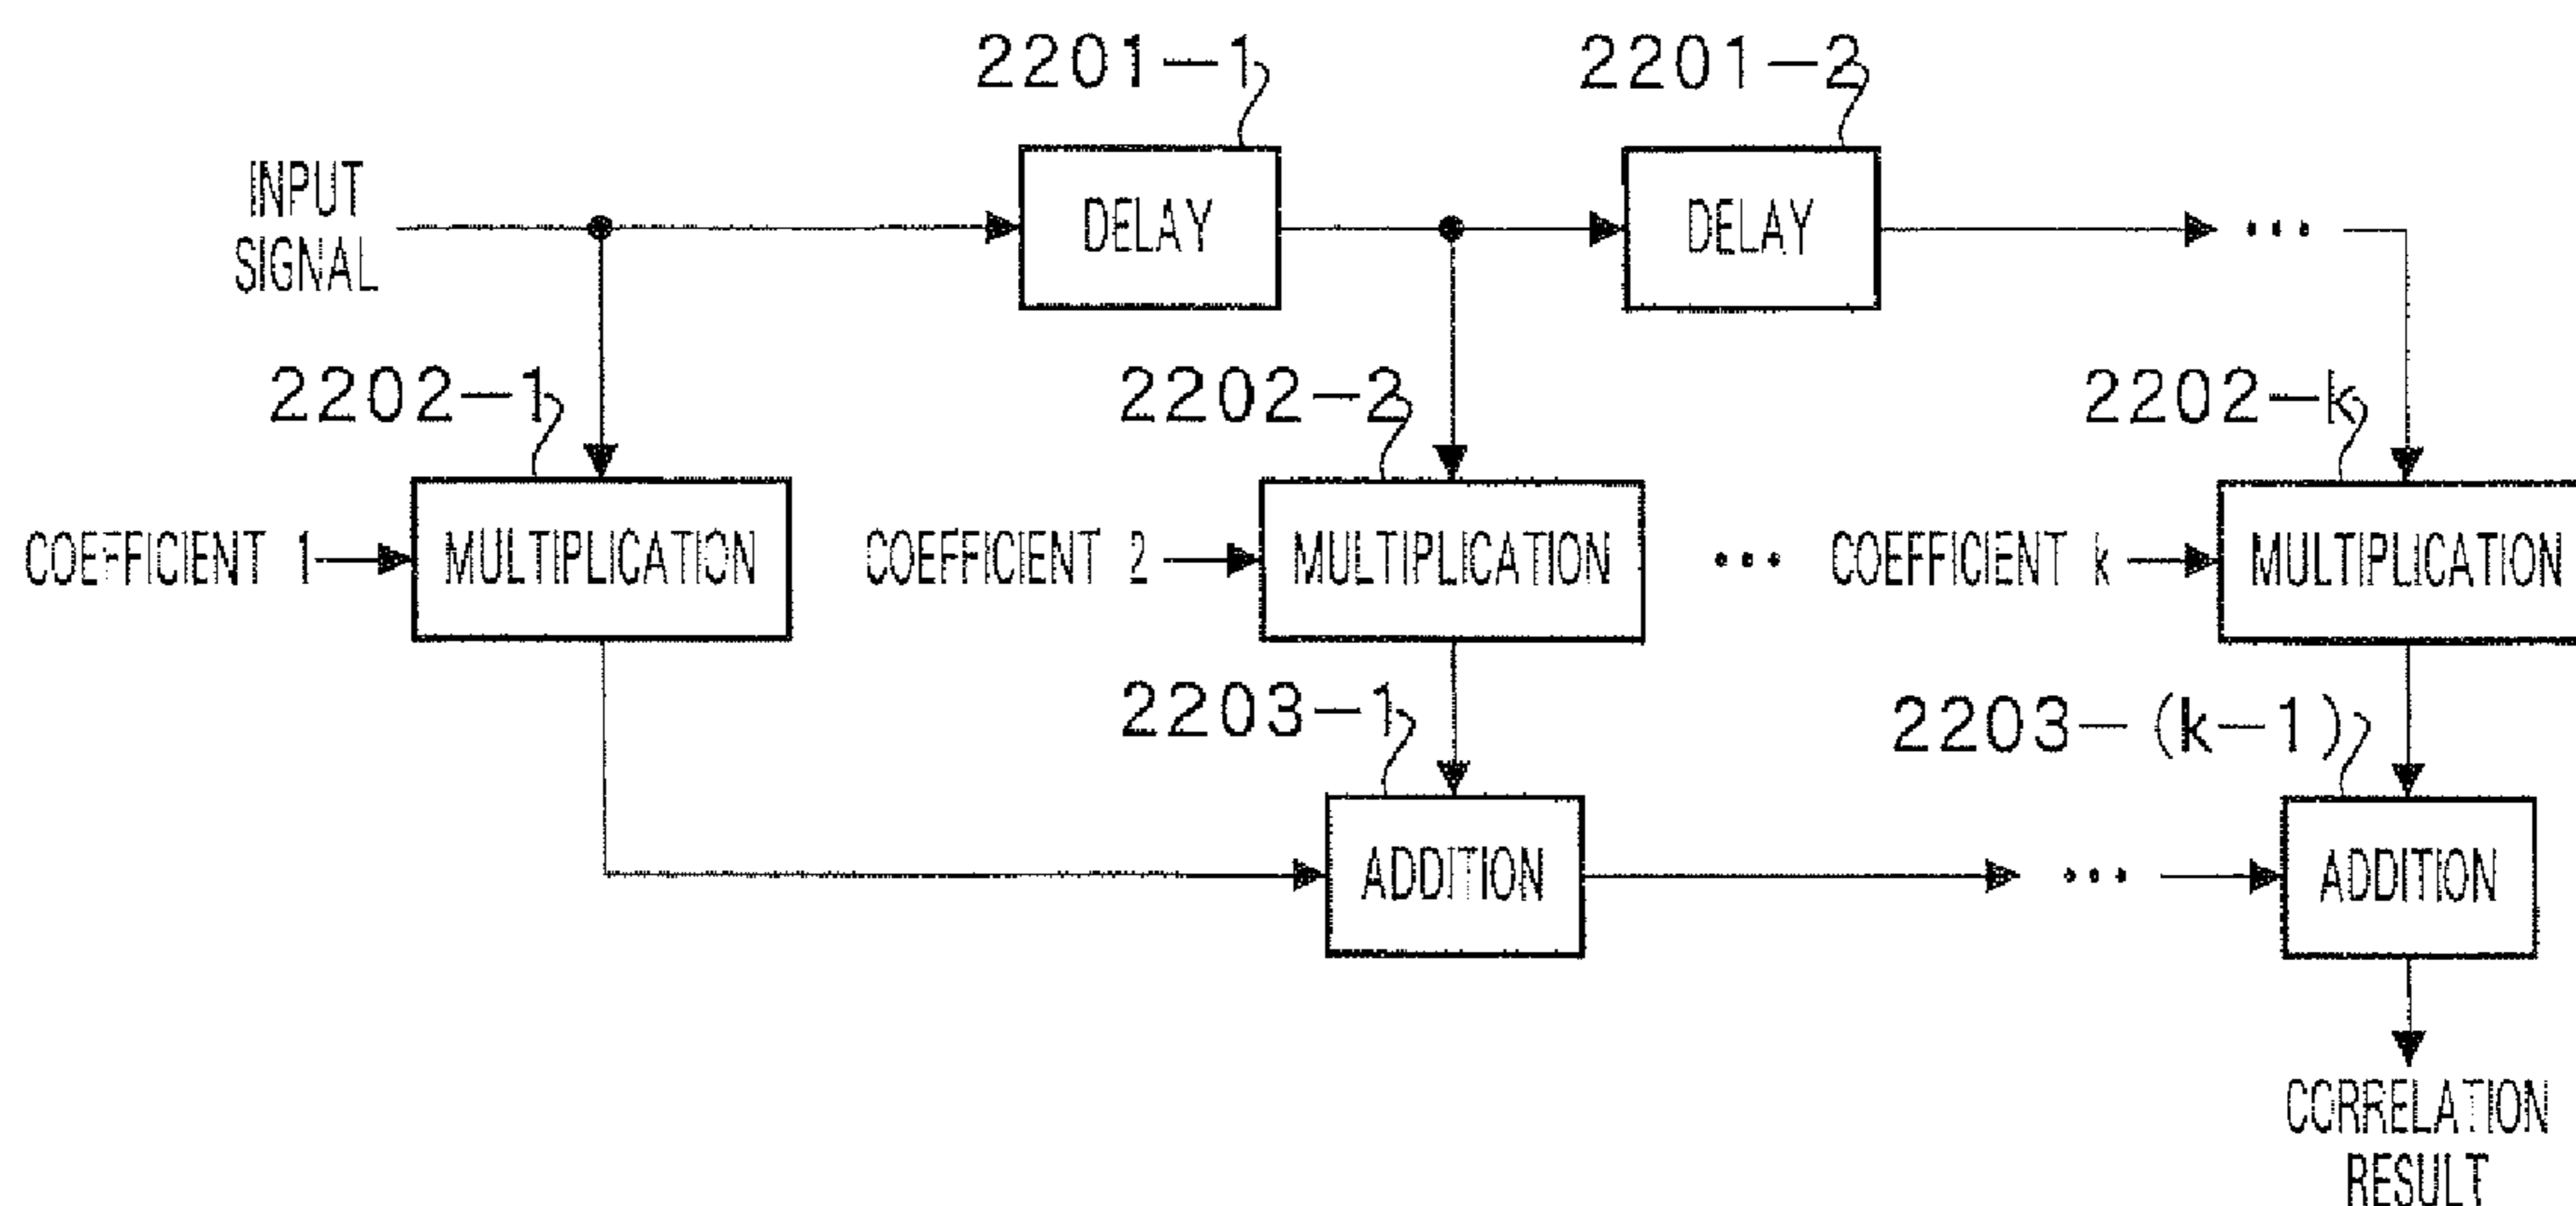 2201-1
2201-2
INPUT
SIGNAL
DELAY
DELAY
...
2202-1
2202-2
2202-k
COEFFICIENT 1
MULTIPLICATION
COEFFICIENT 2
MULTIPLICATION
...
COEFFICIENT k
MULTIPLICATION
2203-1
2203-(k-1)
ADDITION
...
ADDITION
CORRELATION
RESULT